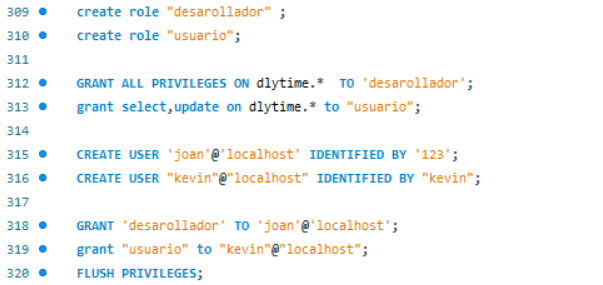 309 create role "desarollador" ;
310 create role "usuario";
311
312 GRANT ALL PRIVILEGES ON dlytime.*  TO 'desarollador';
313 grant select,update on dlytime.* to "usuario";
314
315 CREATE USER 'joan'@'localhost' IDENTIFIED BY '123';
316 CREATE USER "kevin"@"localhost" IDENTIFIED BY "kevin";
317
318 GRANT 'desarollador' TO 'joan'@'localhost';
319 grant "usuario" to "kevin"@"localhost";
320 FLUSH PRIVILEGES;